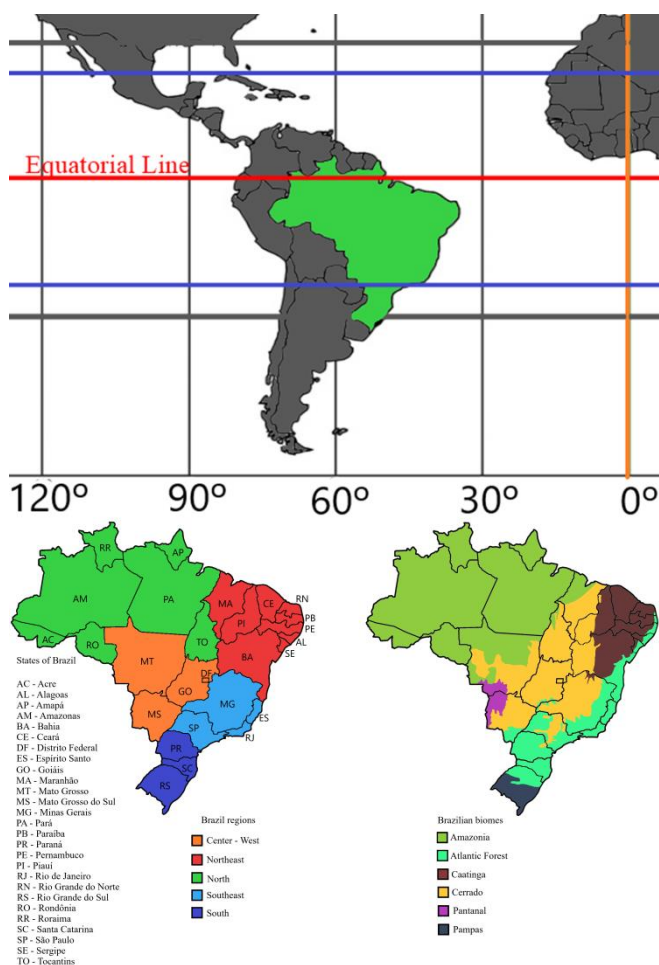 Equatorial Line
120º 90º 60º 30º 0º
RR
AP
AM
PA
MA
CE
RN
PB
PE
AL
SE
PI
AC
RO
TO
BA
MT
DF
GO
MG
MS
ES
SP
RJ
PR
SC
RS
States of Brazil
AC - Acre
AL - Alagoas
AP - Amapá
AM - Amazonas
BA - Bahia
CE - Ceará
DF - Distrito Federal
ES - Espírito Santo
GO - Goiáis
MA - Maranhão
MT - Mato Grosso
MS - Mato Grosso do Sul
MG - Minas Gerais
PA - Pará
PB - Paraíba
PR - Paraná
PE - Pernambuco
PI - Piauí
RJ - Rio de Janeiro
RN - Rio Grande do Norte
RS - Rio Grande do Sul
RO - Rondônia
RR - Roraima
SC - Santa Catarina
SP - São Paulo
SE - Sergipe
TO - Tocantins
Brazil regions
Center - West
Northeast
North
Southeast
South
Brazilian biomes
Amazonia
Atlantic Forest
Caatinga
Cerrado
Pantanal
Pampas